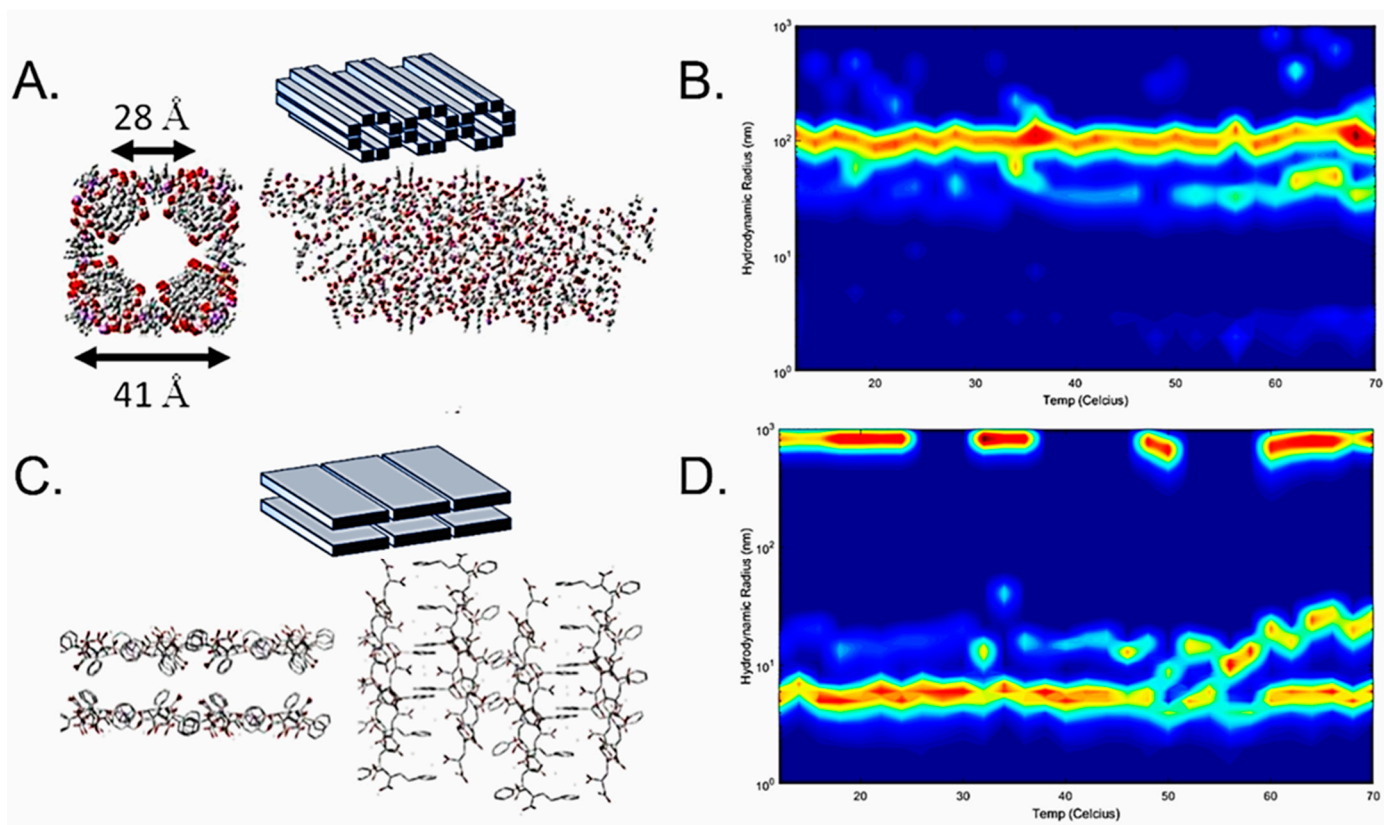 A.
28 Å
41 Å
B.
10³
10²
10¹
10⁰
Hydrodynamic Radius (nm)
20 30 40 50 60 70
Temp (Celcius)
C.
D.
10³
10²
10¹
10⁰
Hydrodynamic Radius (nm)
20 30 40 50 60 70
Temp (Celcius)